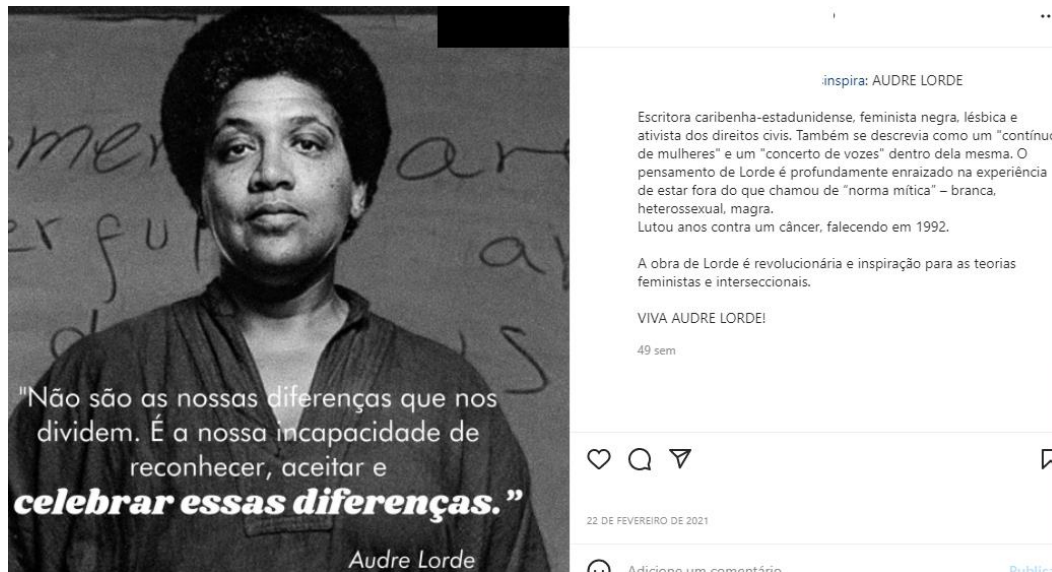 omen are
erful
"Não são as nossas diferenças que nos
dividem. É a nossa incapacidade de
reconhecer, aceitar e
celebrar essas diferenças.”
Audre Lorde
inspira: AUDRE LORDE
Escritora caribenha-estadunidense, feminista negra, lésbica e
ativista dos direitos civis. Também se descrevia como um "contínuo
de mulheres" e um "concerto de vozes" dentro dela mesma. O
pensamento de Lorde é profundamente enraizado na experiência
de estar fora do que chamou de “norma mítica” – branca,
heterossexual, magra.
Lutou anos contra um câncer, falecendo em 1992.
A obra de Lorde é revolucionária e inspiração para as teorias
feministas e interseccionais.
VIVA AUDRE LORDE!
49 sem
22 DE FEVEREIRO DE 2021
Adicione um comentário
Publica